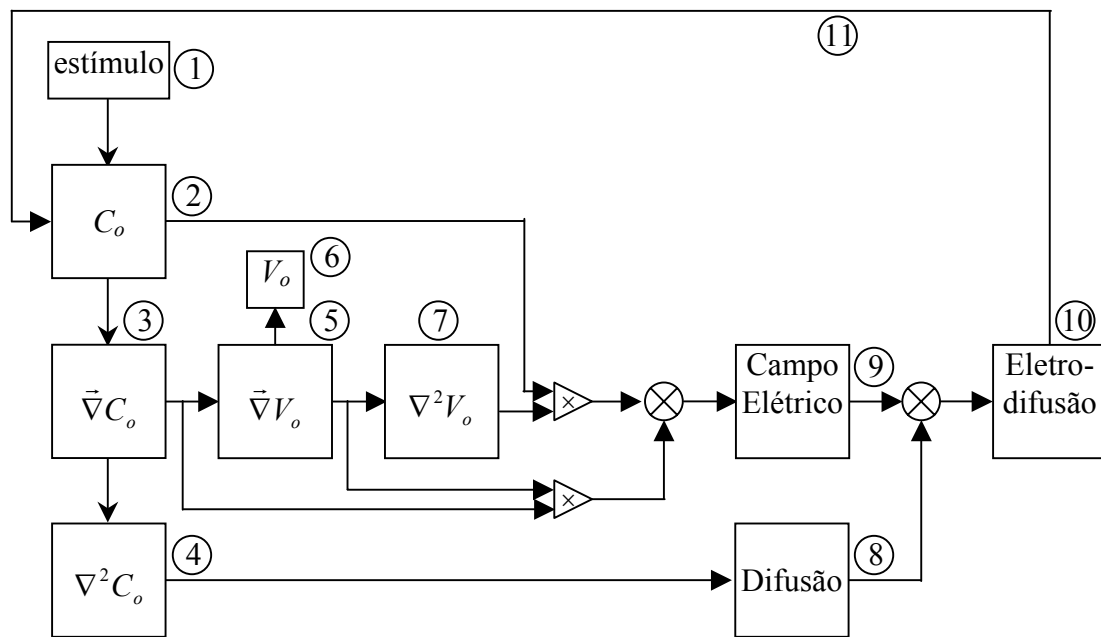 11
estímulo 1
2
C_o
6
V_o
3
5
7
10
9
Campo
Elétrico
Eletro-
difusão
∇⃗C_o
∇⃗V_o
∇²V_o
×
×
4
8
∇²C_o
Difusão